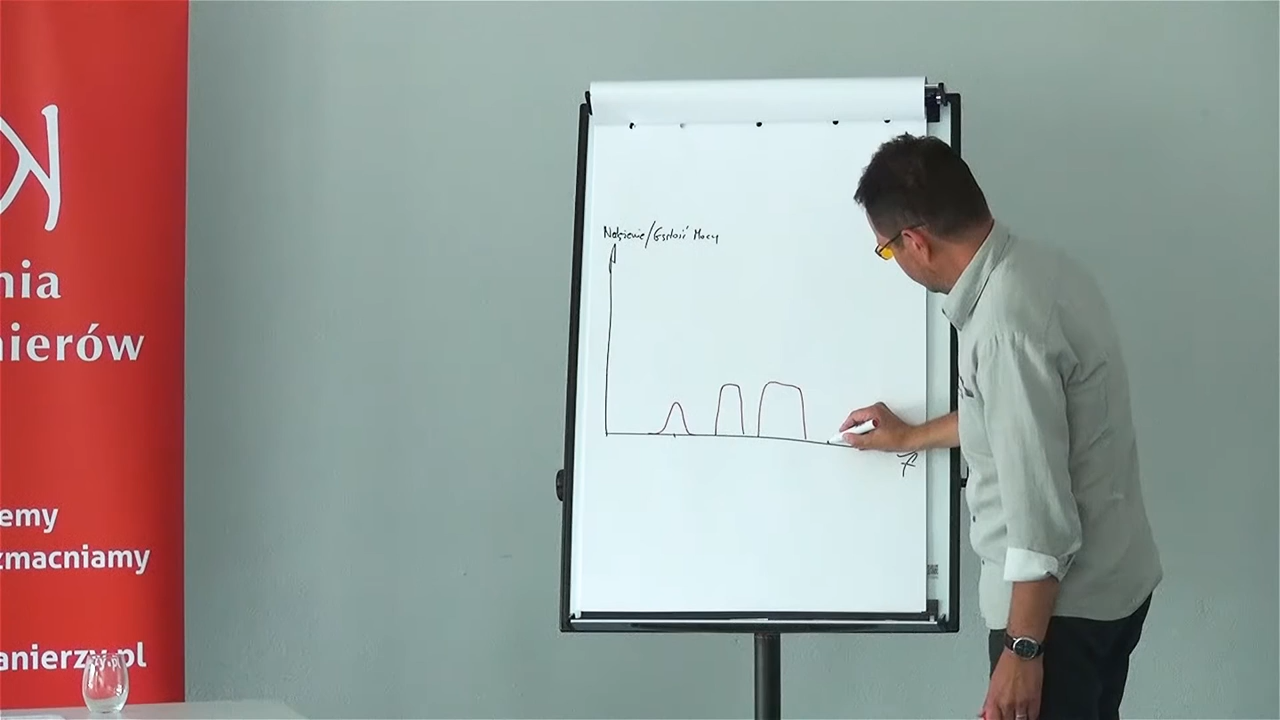 nia
nierów
emy
zmacniamy
anierzy.pl
Natężenie/Gęstość Mocy
f